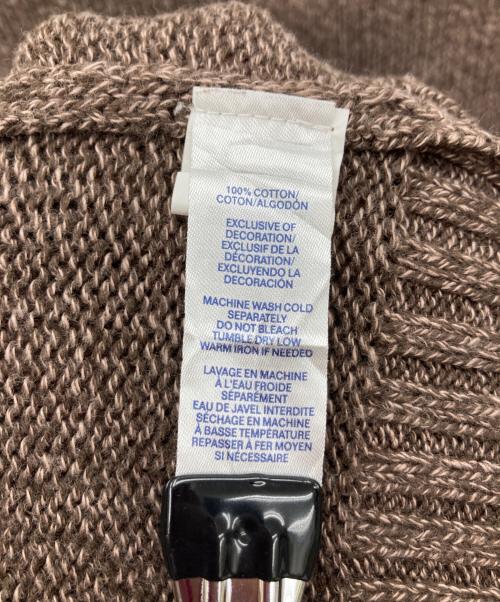 100% COTTON/
COTON/ALGODÓN
EXCLUSIVE OF
DECORATION/
EXCLUSIF DE LA
DÉCORATION/
EXCLUYENDO LA
DECORACIÓN
MACHINE WASH COLD
SEPARATELY
DO NOT BLEACH
TUMBLE DRY LOW
WARM IRON IF NEEDED
LAVAGE EN MACHINE
À L'EAU FROIDE
SÉPARÉMENT
EAU DE JAVEL INTERDITE
SÉCHAGE EN MACHINE
À BASSE TEMPÉRATURE
REPASSER À FER MOYEN
SI NÉCESSAIRE